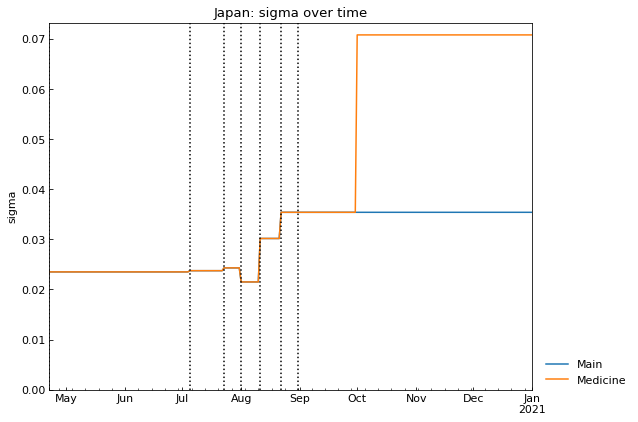 Japan: sigma over time
sigma
0.07
0.06
0.05
0.04
0.03
0.02
0.01
0.00
May Jun Jul Aug Sep Oct Nov Dec Jan
2021
Main
Medicine